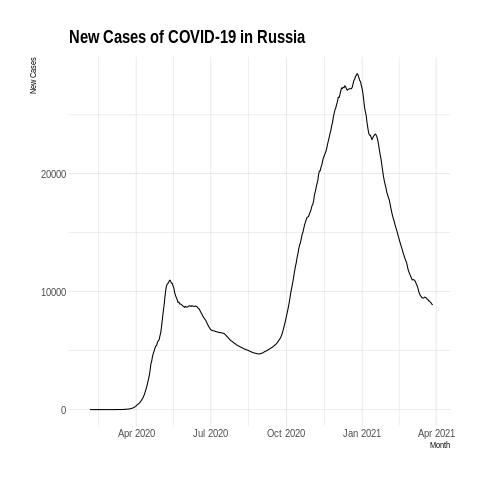 New Cases of COVID-19 in Russia
New Cases
20000
10000
0
Apr 2020 Jul 2020 Oct 2020 Jan 2021 Apr 2021
Month